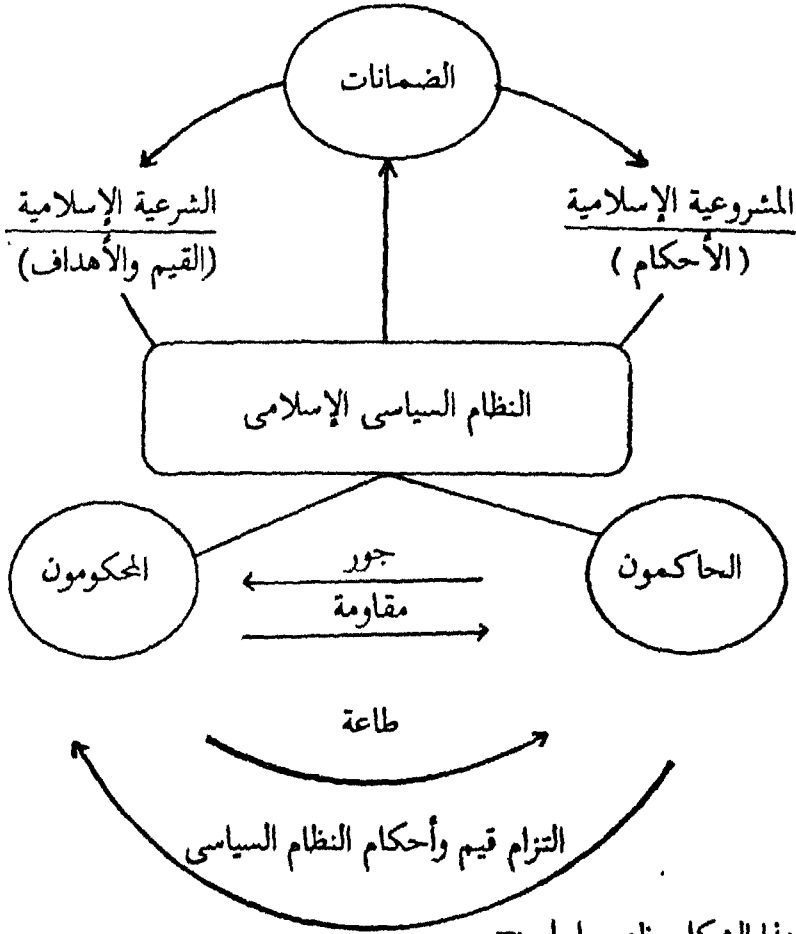 الضمانات
المشروعية الإسلامية
( الأحكام )
الشرعية الإسلامية
(القيم والأهداف)
النظام السياسى الإسلامى
الحاكمون
المحكومون
جور
مقاومة
طاعة
التزام قيم وأحكام النظام السياسى